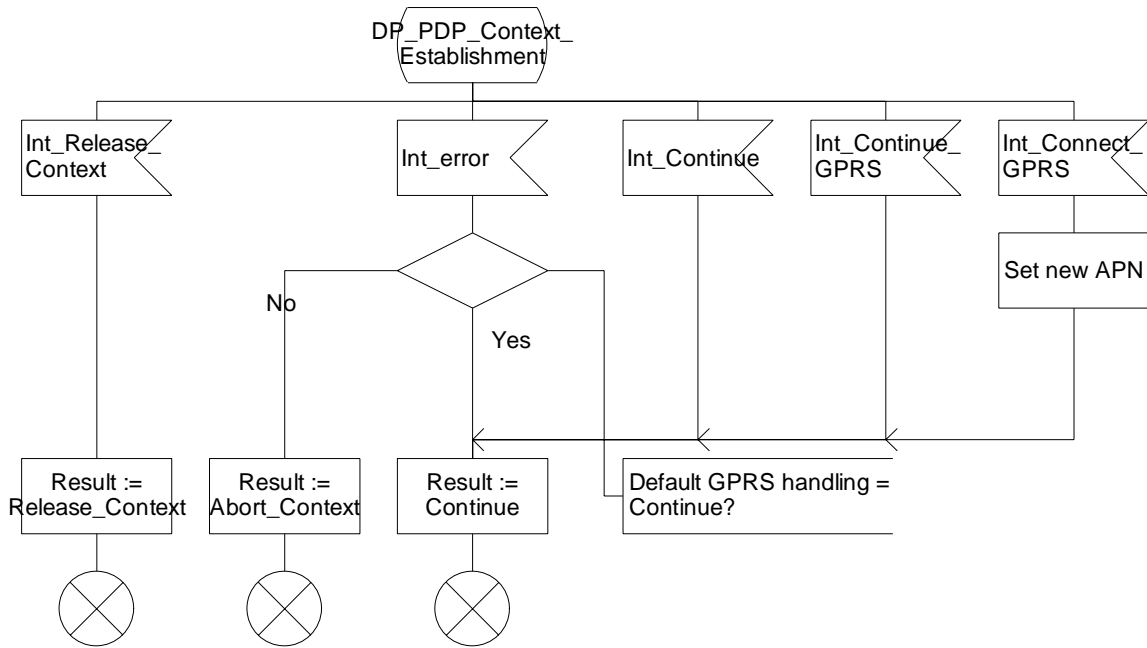 DP_PDP_Context_
Establishment
Int_Release_
Context
Int_error
Int_Continue
Int_Continue_
GPRS
Int_Connect_
GPRS
Set new APN
No
Yes
Result :=
Release_Context
Result :=
Abort_Context
Result :=
Continue
Default GPRS handling =
Continue?